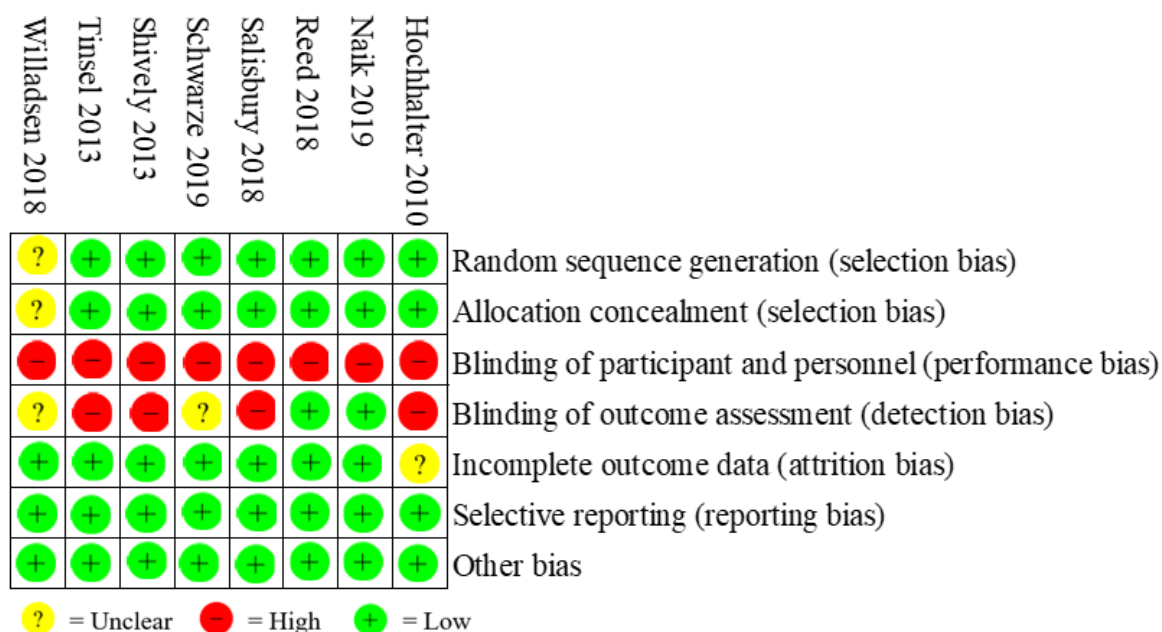 Willadsen 2018
Tinsel 2013
Shively 2013
Schwarze 2019
Salisbury 2018
Reed 2018
Naik 2019
Hochhalter 2010
? + + + + + + + Random sequence generation (selection bias)
? + + + + + + + Allocation concealment (selection bias)
− − − − − − − − Blinding of participant and personnel (performance bias)
? − − ? − + + − Blinding of outcome assessment (detection bias)
+ + + + + + + ? Incomplete outcome data (attrition bias)
+ + + + + + + + Selective reporting (reporting bias)
+ + + + + + + + Other bias
? = Unclear − = High + = Low